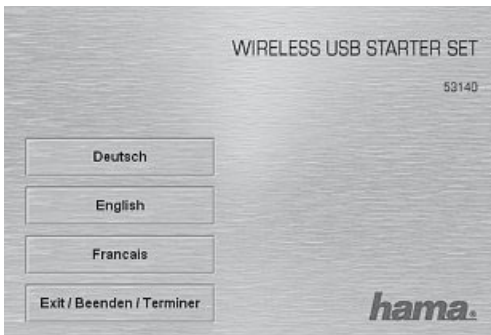 WIRELESS USB STARTER SET
53140
Deutsch
English
Francais
Exit / Beenden / Terminer
hama.